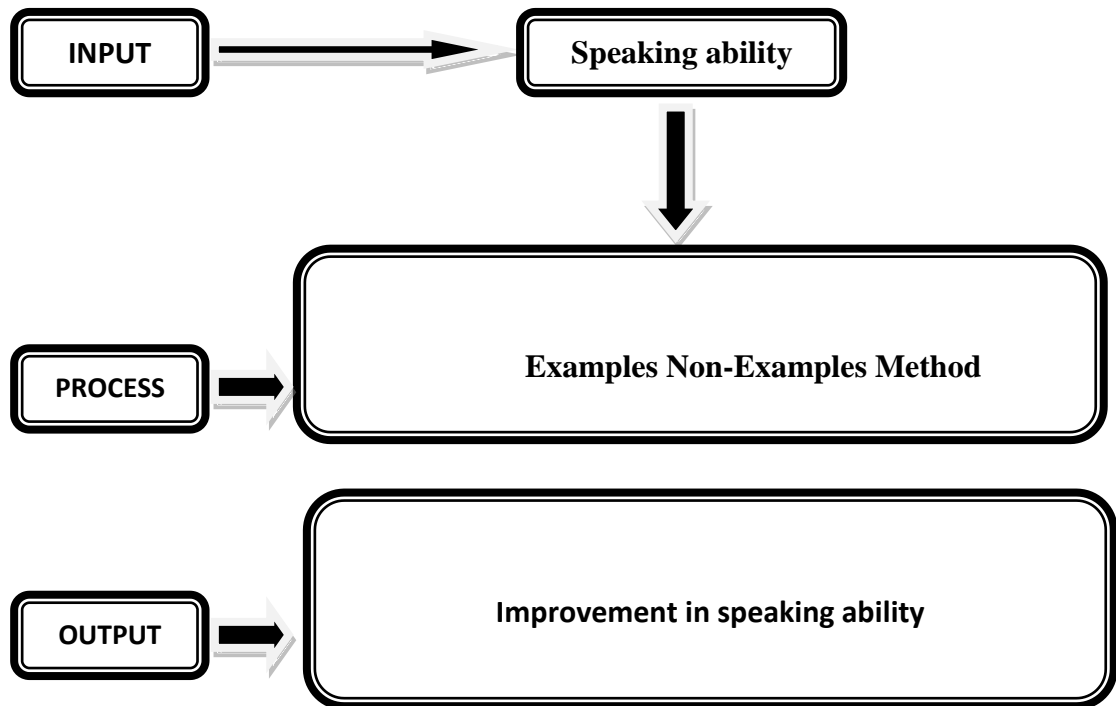 INPUT
Speaking ability
PROCESS
Examples Non-Examples Method
OUTPUT
Improvement in speaking ability